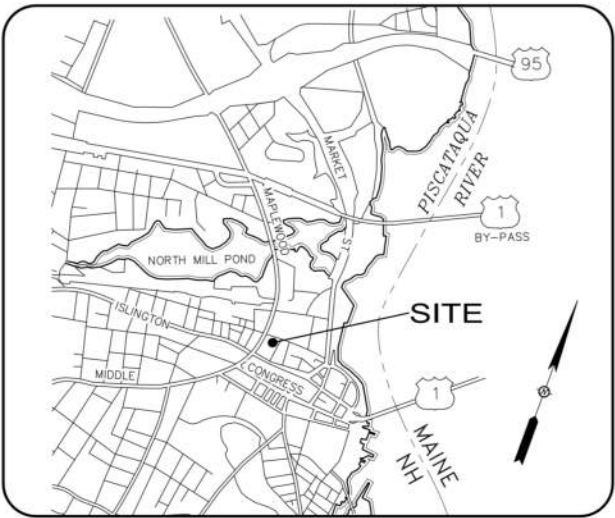 95
PISCATAQUA
RIVER
MARKET
ST
1
BY-PASS
MAPLEWOOD
NORTH MILL POND
ISLINGTON
SITE
CONGRESS
MIDDLE
1
MAINE
NH